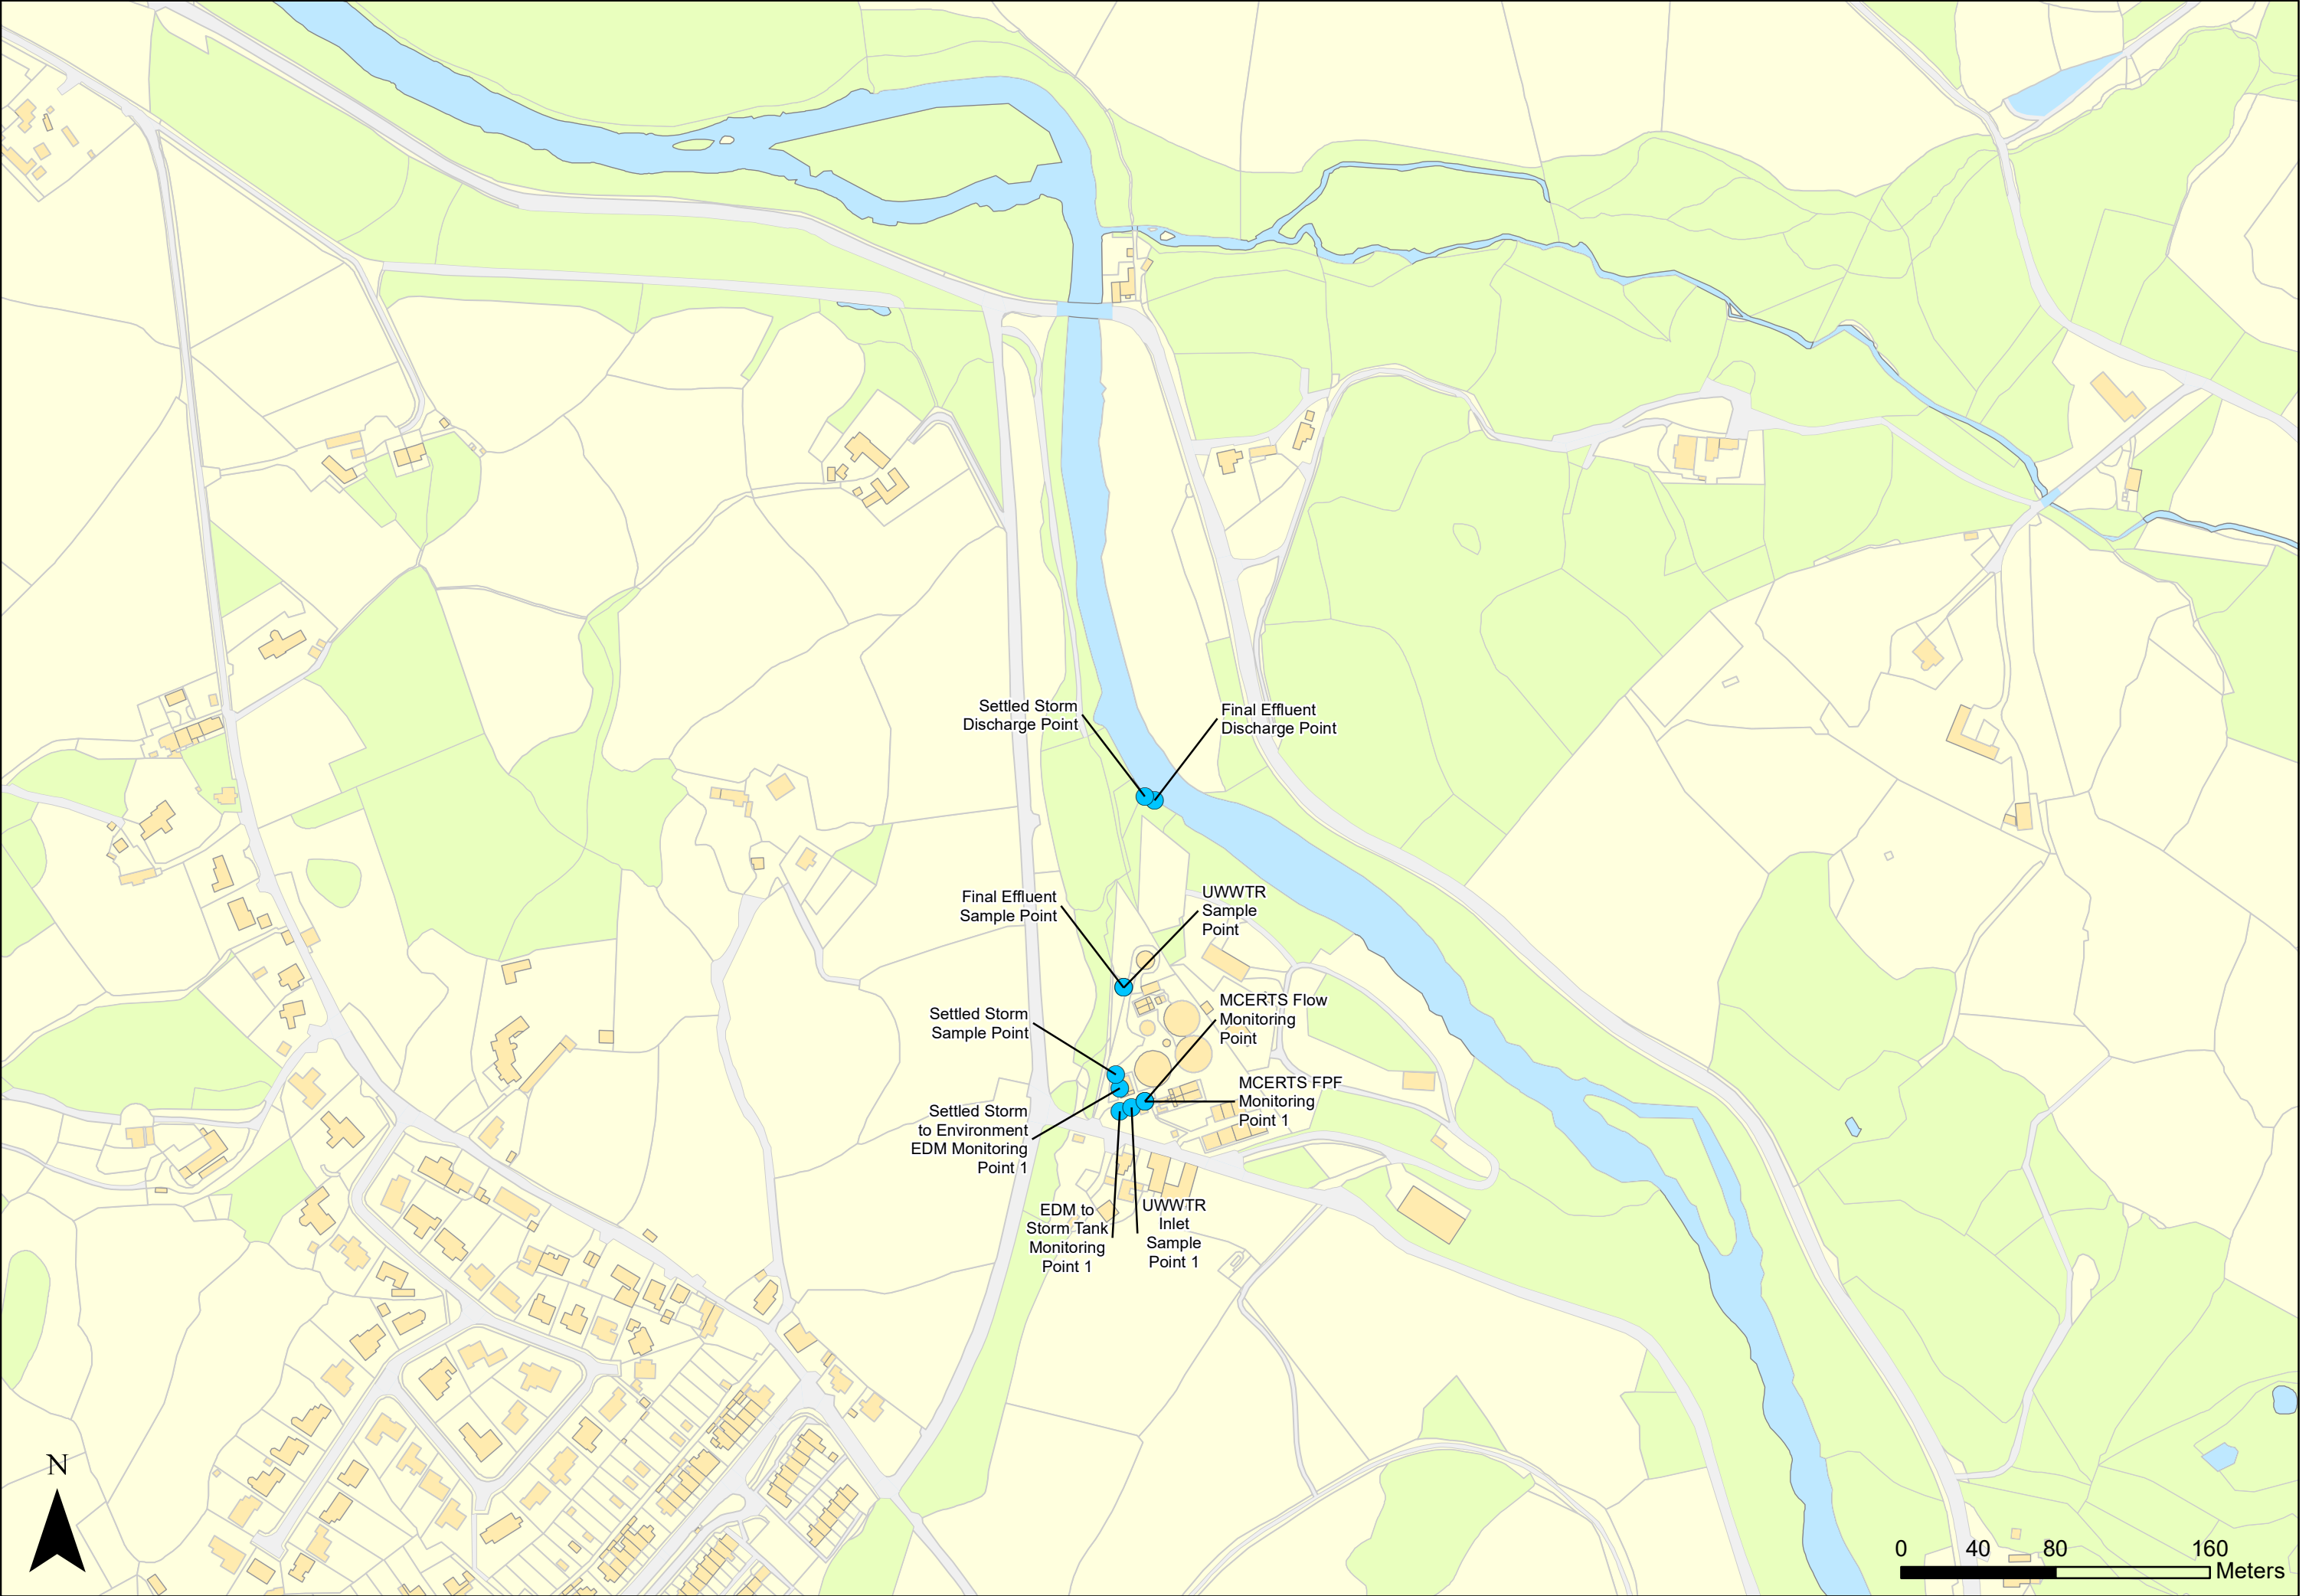 Settled Storm
Discharge Point
Final Effluent
Discharge Point
Final Effluent
Sample Point
UWWTR
Sample
Point
Settled Storm
Sample Point
MCERTS Flow
Monitoring
Point
MCERTS FPF
Monitoring
Point 1
Settled Storm
to Environment
EDM Monitoring
Point 1
EDM to
Storm Tank
Monitoring
Point 1
UWWTR
Inlet
Sample
Point 1
N
0 40 80 160
Meters